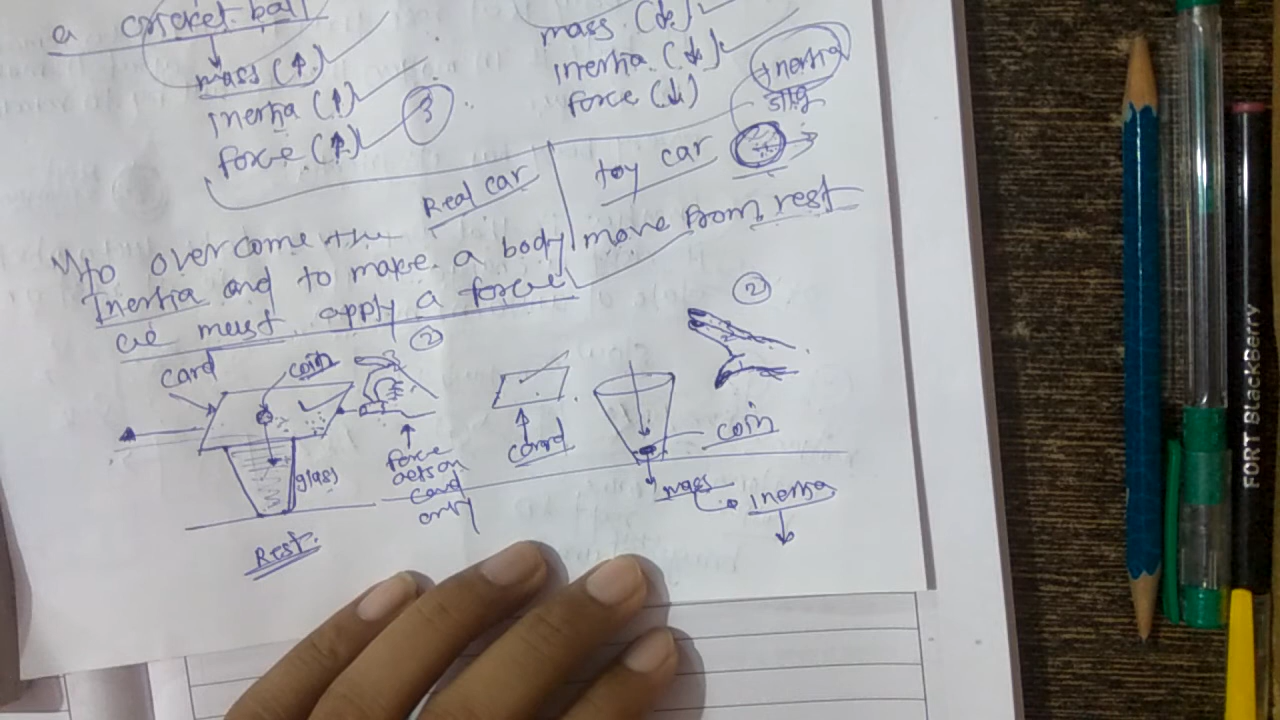 a cricket ball
mass (↑)
inertia (↑)
force (↑)
3
mass (↓)
inertia (↓)
force (↓)
inertia
Real car
toy car
to overcome the
Inertia and to make a body move from rest
we must apply a force
card
coin
2
glass
force
acts on
card
only
Rest.
card
coin
mass
inertia
2
FORT BlackBerry